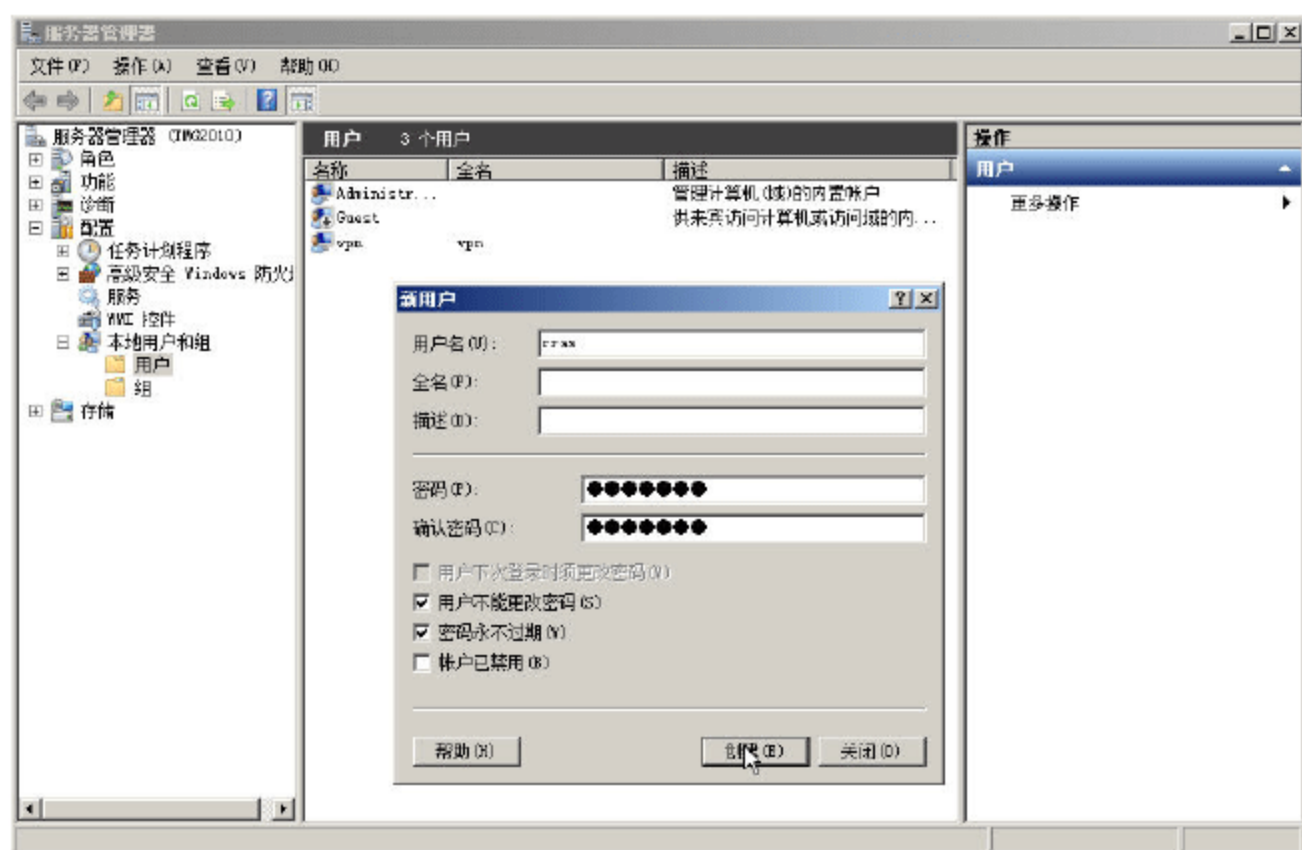 服务器管理器
文件(F) 操作(A) 查看(V) 帮助(H)
服务器管理器 (TMG2010)
角色
功能
诊断
配置
任务计划程序
高级安全 Windows 防火
服务
WMI 控件
本地用户和组
用户
组
存储
用户 3 个用户
名称 全名 描述
Administr... 管理计算机(域)的内置帐户
Guest 供来宾访问计算机或访问域的内...
vpn vpn
新用户
用户名(U):
全名(F):
描述(D):
密码(P):
确认密码(C):
用户下次登录时须更改密码(M)
用户不能更改密码(S)
密码永不过期(W)
帐户已禁用(B)
帮助(H) 创建(E) 关闭(O)
操作
用户
更多操作